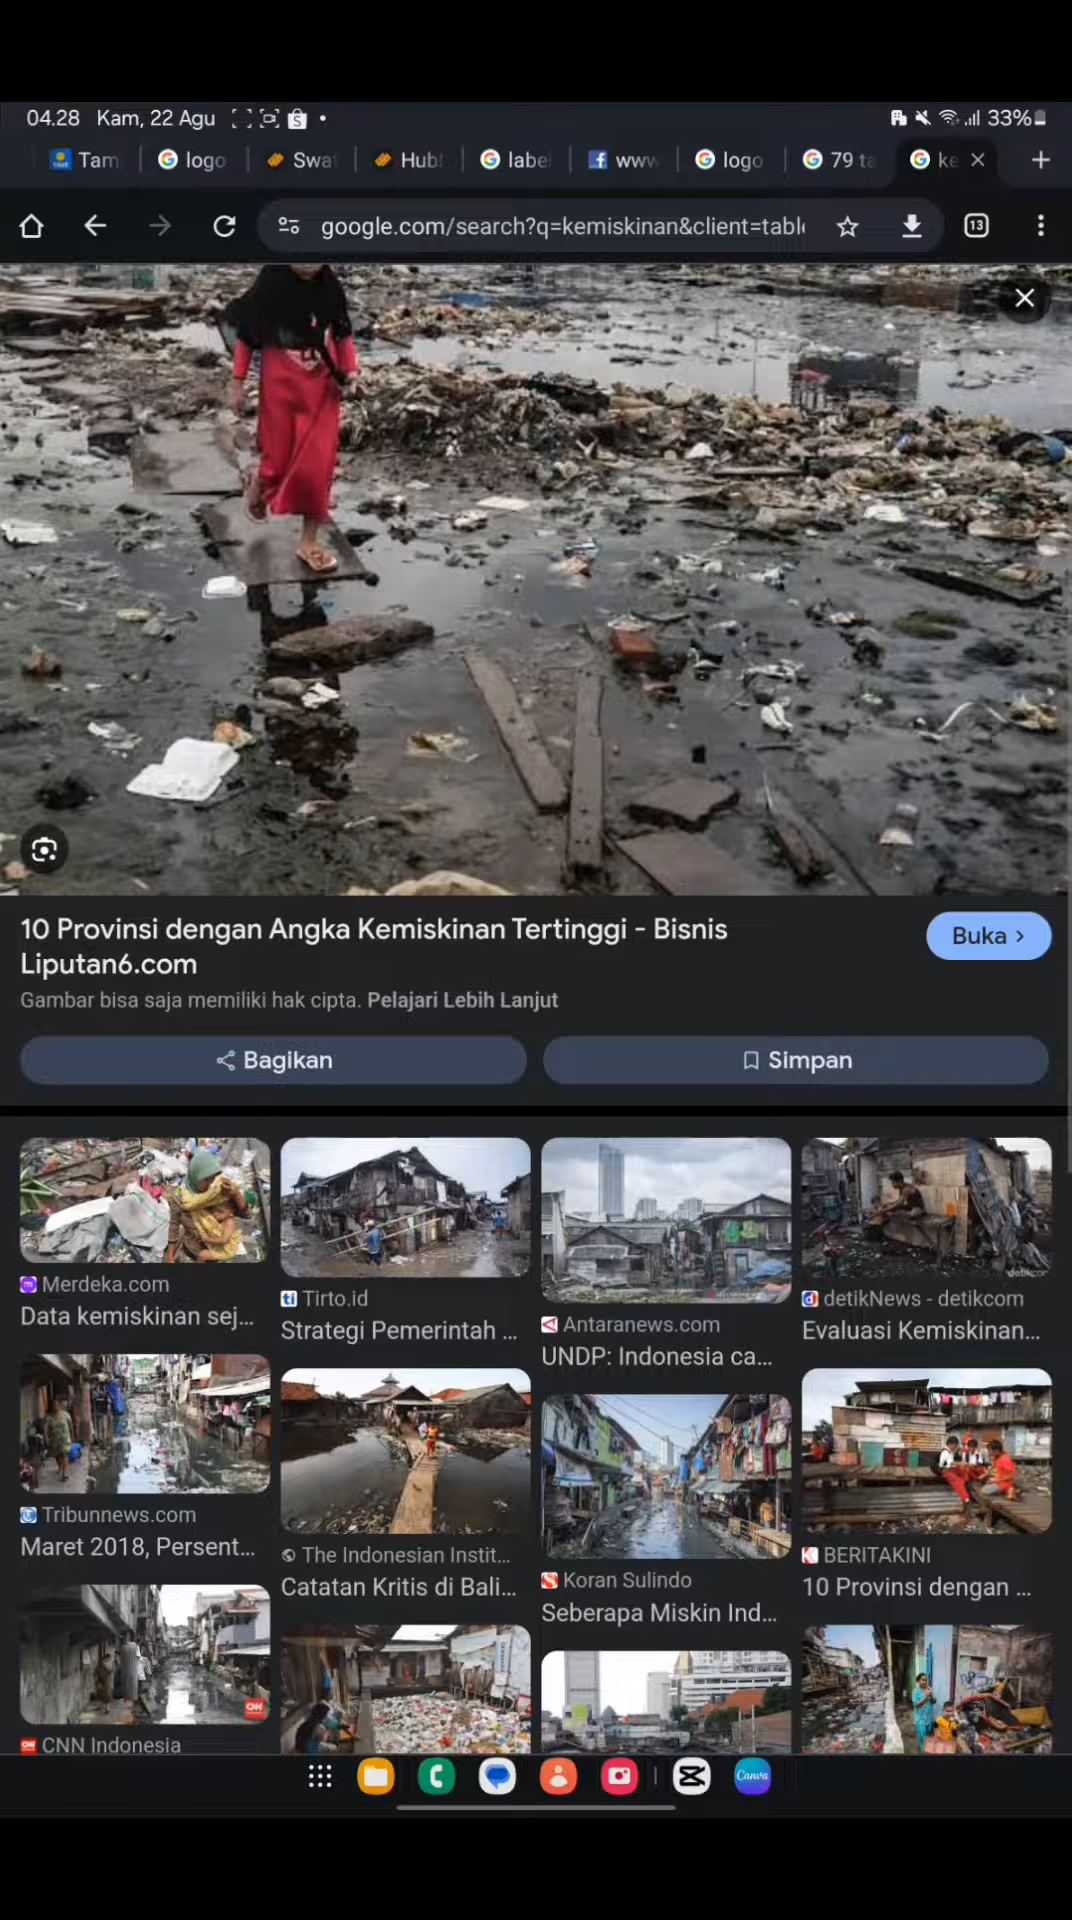 04.28 Kam, 22 Agu
33%
Tam
logo
Swa
Hub
labe
www
logo
79 ta
ke
google.com/search?q=kemiskinan&client=tabl
13
10 Provinsi dengan Angka Kemiskinan Tertinggi - Bisnis
Liputan6.com
Buka
Gambar bisa saja memiliki hak cipta. Pelajari Lebih Lanjut
Bagikan
Simpan
Merdeka.com
Data kemiskinan sej...
Tirto.id
Strategi Pemerintah ...
Antaranews.com
UNDP: Indonesia ca...
detikcom
detikNews - detikcom
Evaluasi Kemiskinan...
Tribunnews.com
Maret 2018, Persent...
The Indonesian Instit...
Catatan Kritis di Bali...
Koran Sulindo
Seberapa Miskin Ind...
BERITAKINI
10 Provinsi dengan ...
CNN Indonesia
Canva